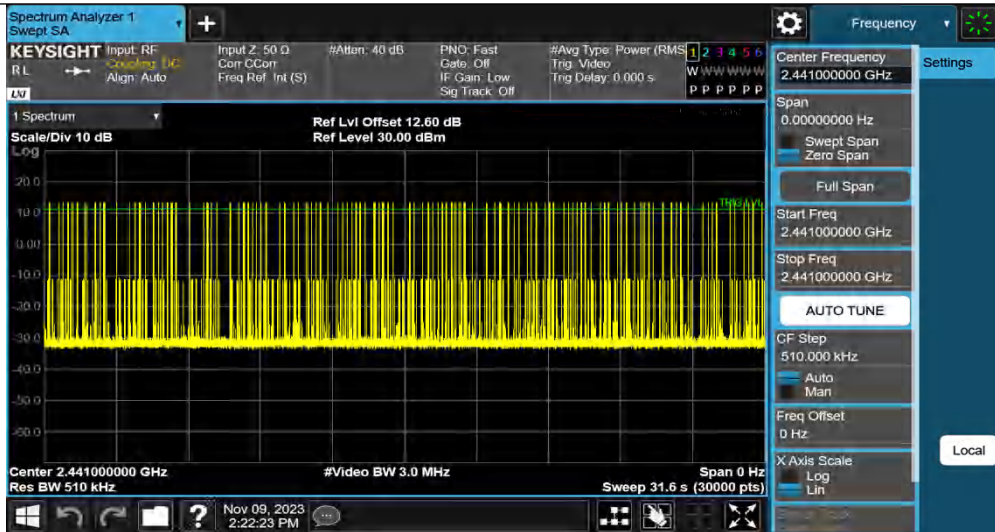 Spectrum Analyzer 1
Swept SA
+
Frequency
KEYSIGHT
RL
LXI
Input: RF
Coupling: DC
Align: Auto
Input Z: 50 Ω
Corr CCorr
Freq Ref: Int (S)
#Atten: 40 dB
PNO: Fast
Gate: Off
IF Gain: Low
Sig Track: Off
#Avg Type: Power (RMS
Trig: Video
Trig Delay: 0.000 s
1 2 3 4 5 6
W W W W W W
P P P P P P
1 Spectrum
Scale/Div 10 dB
Log
Ref Lvl Offset 12.60 dB
Ref Level 30.00 dBm
20.0
10.0
0.00
-10.0
-20.0
-30.0
-40.0
-50.0
-60.0
TRIG LVL
Center 2.441000000 GHz
Res BW 510 kHz
#Video BW 3.0 MHz
Span 0 Hz
Sweep 31.6 s (30000 pts)
Center Frequency
2.441000000 GHz
Settings
Span
0.00000000 Hz
Swept Span
Zero Span
Full Span
Start Freq
2.441000000 GHz
Stop Freq
2.441000000 GHz
AUTO TUNE
CF Step
510.000 kHz
Auto
Man
Freq Offset
0 Hz
X Axis Scale
Log
Lin
Local
?
Nov 09, 2023
2:22:23 PM